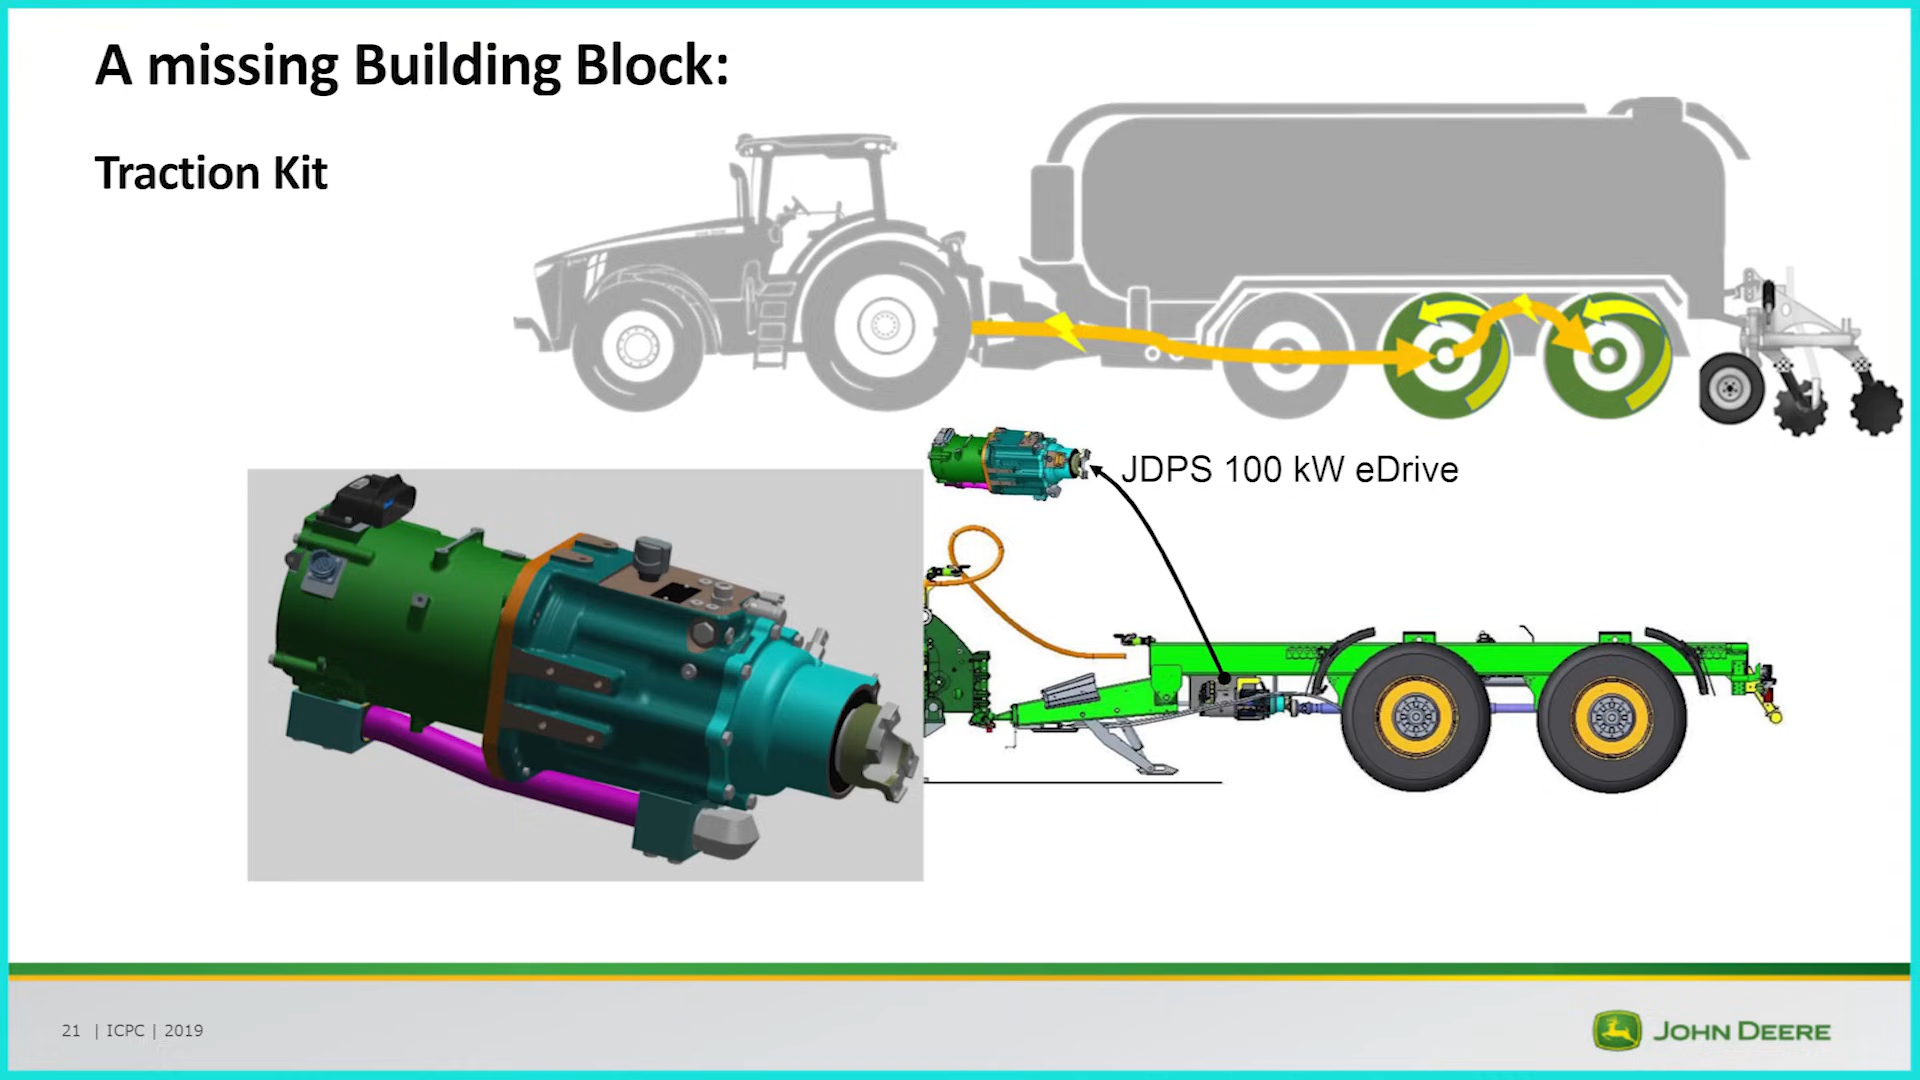 A missing Building Block:
Traction Kit
JDPS 100 kW eDrive
21 | ICPC | 2019
JOHN DEERE